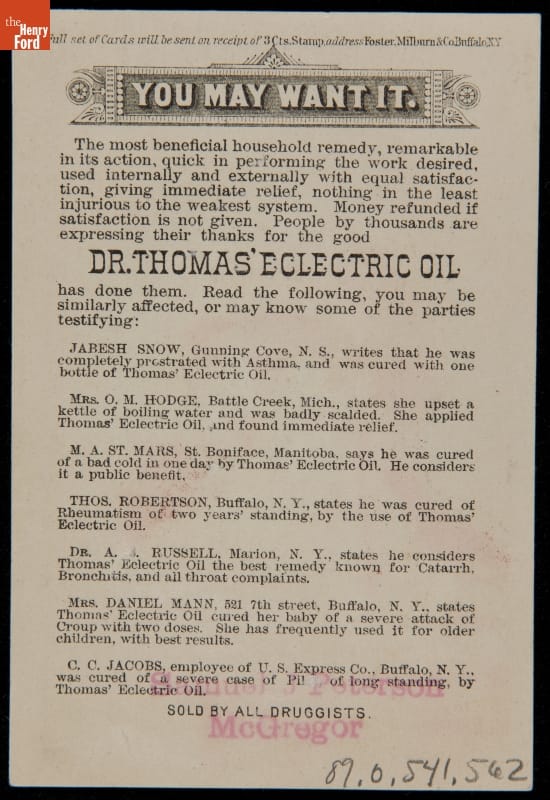 the
Henry
Ford
full set of Cards will be sent on receipt of 3 Cts. Stamp, address Foster, Milburn & Co. Buffalo, N.Y.
YOU MAY WANT IT.
The most beneficial household remedy, remarkable
in its action, quick in performing the work desired,
used internally and externally with equal satisfac-
tion, giving immediate relief, nothing in the least
injurious to the weakest system. Money refunded if
satisfaction is not given. People by thousands are
expressing their thanks for the good
DR. THOMAS' ECLECTRIC OIL
has done them. Read the following, you may be
similarly affected, or may know some of the parties
testifying:
JABESH SNOW, Gunning Cove, N. S., writes that he was
completely prostrated with Asthma, and was cured with one
bottle of Thomas' Eclectric Oil.
MRS. O. M. HODGE, Battle Creek, Mich., states she upset a
kettle of boiling water and was badly scalded. She applied
Thomas' Eclectric Oil, and found immediate relief.
M. A. ST. MARS, St. Boniface, Manitoba, says he was cured
of a bad cold in one day by Thomas' Eclectric Oil. He considers
it a public benefit.
THOS. ROBERTSON, Buffalo, N. Y., states he was cured of
Rheumatism of two years' standing, by the use of Thomas'
Eclectric Oil.
DR. A. RUSSELL, Marion, N. Y., states he considers
Thomas' Eclectric Oil the best remedy known for Catarrh,
Bronchitis, and all throat complaints.
MRS. DANIEL MANN, 521 7th street, Buffalo, N. Y., states
Thomas' Eclectric Oil cured her baby of a severe attack of
Croup with two doses. She has frequently used it for older
children, with best results.
C. C. JACOBS, employee of U. S. Express Co., Buffalo, N. Y.,
was cured of a severe case of Pil of long standing, by
Thomas' Eclectric Oil.
Samuel Peterson
SOLD BY ALL DRUGGISTS.
McGregor
89.0.541.562